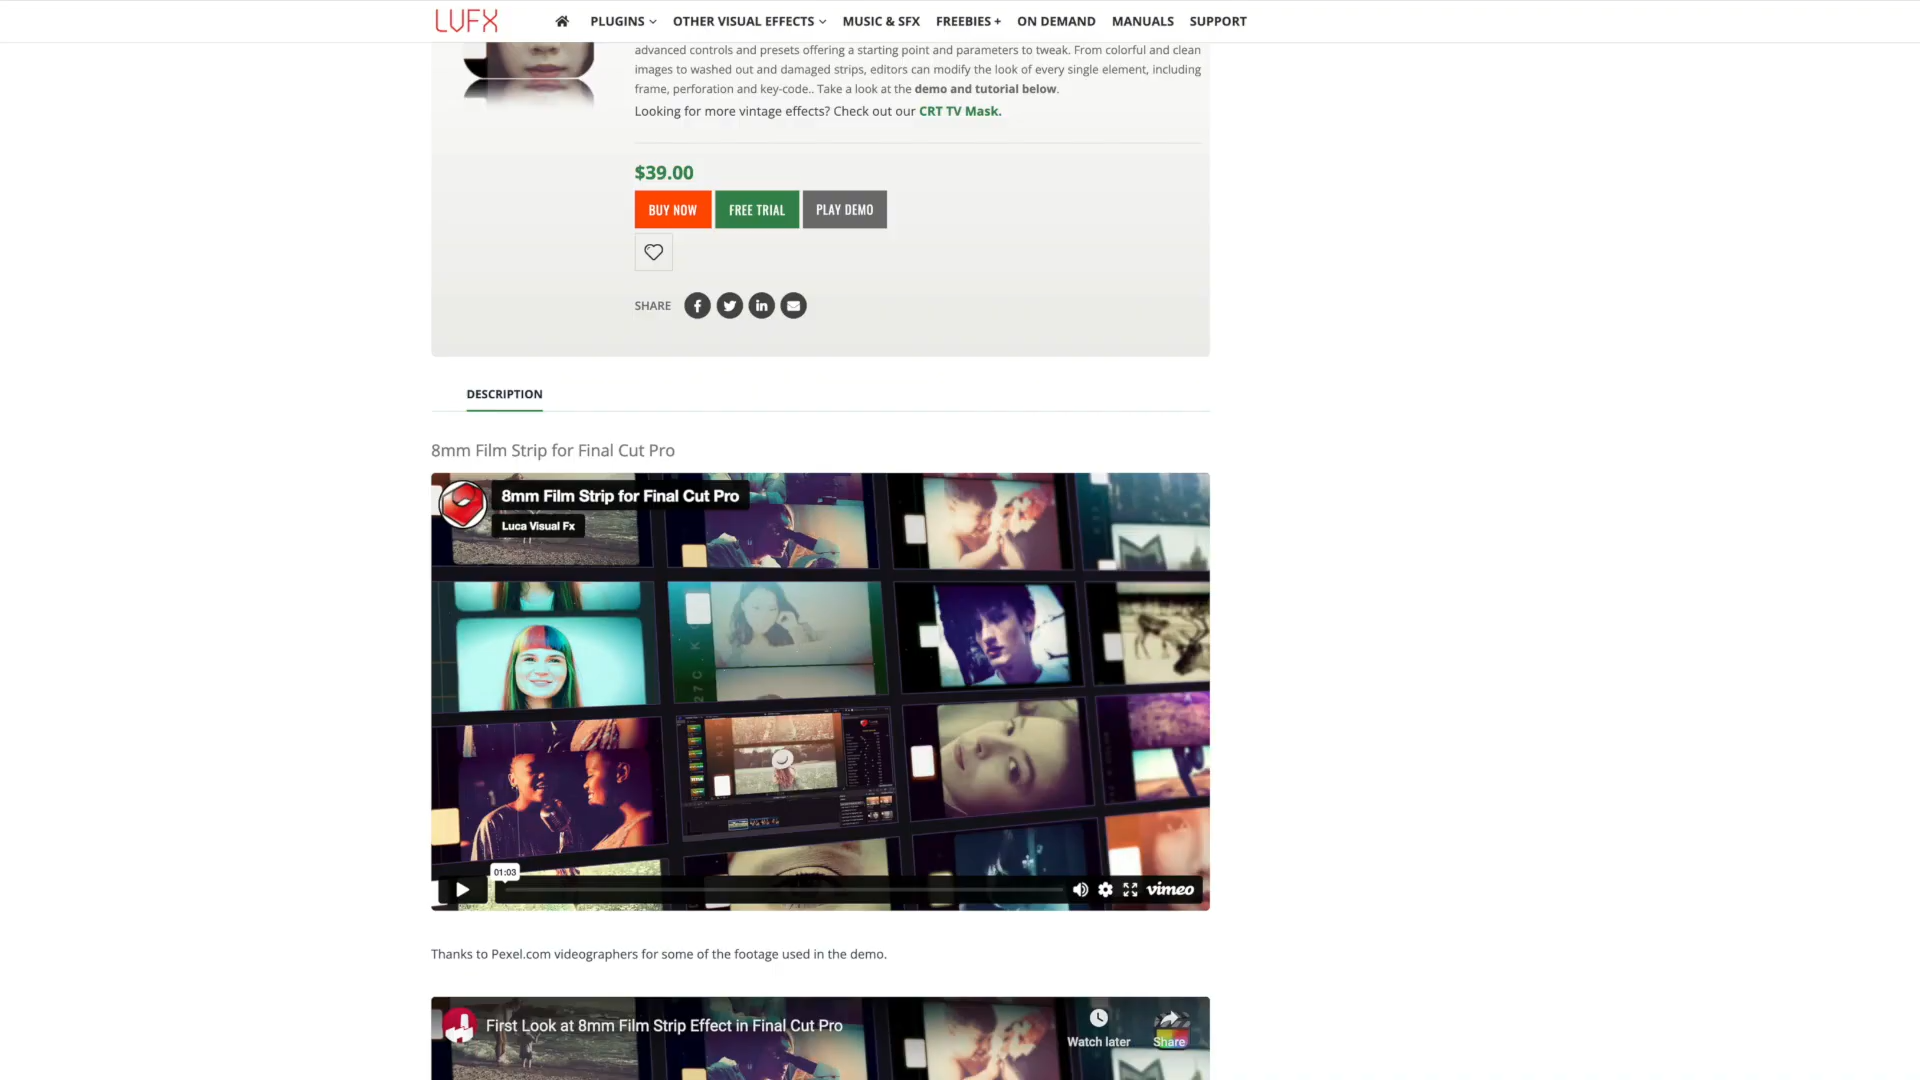 LVFX
PLUGINS
OTHER VISUAL EFFECTS
MUSIC & SFX
FREEBIES +
ON DEMAND
MANUALS
SUPPORT
advanced controls and presets offering a starting point and parameters to tweak. From colorful and clean
images to washed out and damaged strips, editors can modify the look of every single element, including
frame, perforation and key-code.. Take a look at the demo and tutorial below.
Looking for more vintage effects? Check out our CRT TV Mask.
$39.00
BUY NOW
FREE TRIAL
PLAY DEMO
SHARE
DESCRIPTION
8mm Film Strip for Final Cut Pro
8mm Film Strip for Final Cut Pro
Luca Visual Fx
01:03
vimeo
Thanks to Pexel.com videographers for some of the footage used in the demo.
First Look at 8mm Film Strip Effect in Final Cut Pro
Watch later
Share